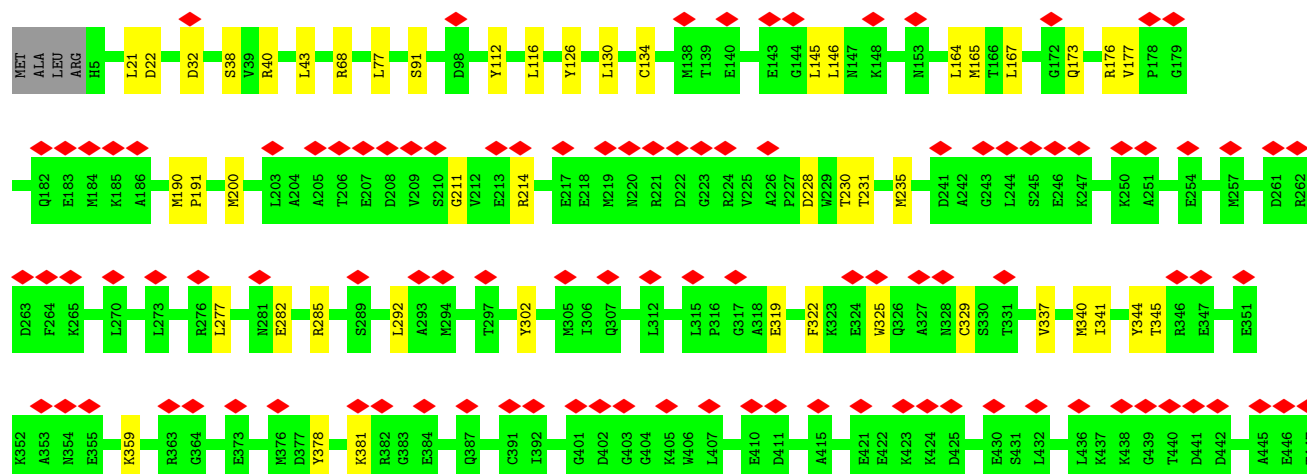 MET ALA LEU ARG H5 L21 D22 D32 S38 V39 R40 L43 R68 L77 S91 D98 Y112 L116 Y126 L130 C134 M138 T139 E140 E143 G144 L145 L146 N147 K148 N153 L164 M165 T166 L167 G172 Q173 R176 V177 P178 G179
Q182 E183 M184 K185 A186 M190 P191 M200 L203 A204 A205 T206 E207 D208 V209 S210 G211 V212 E213 R214 E217 E218 M219 N220 R221 D222 G223 R224 V225 A226 P227 D228 W229 T230 T231 M235 D241 A242 G243 L244 S245 E246 K247 K250 A251 E254 M257 D261 R262
D263 F264 K265 L270 L273 R276 L277 N281 E282 R285 S289 L292 A293 M294 T297 Y302 M305 I306 Q307 L312 L315 P316 G317 A318 E319 F322 K323 E324 W325 Q326 A327 N328 G329 S330 T331 V337 M340 I341 Y344 T345 R346 E347 E351
K352 A353 N354 E355 K359 R363 G364 E373 M376 D377 Y378 K381 R382 G383 E384 Q387 C391 I392 G401 D402 G403 G404 K405 W406 L407 E410 D411 A415 E421 E422 K423 K424 D425 E430 S431 L432 L436 K437 K438 G439 T440 D441 D442 A445 E446